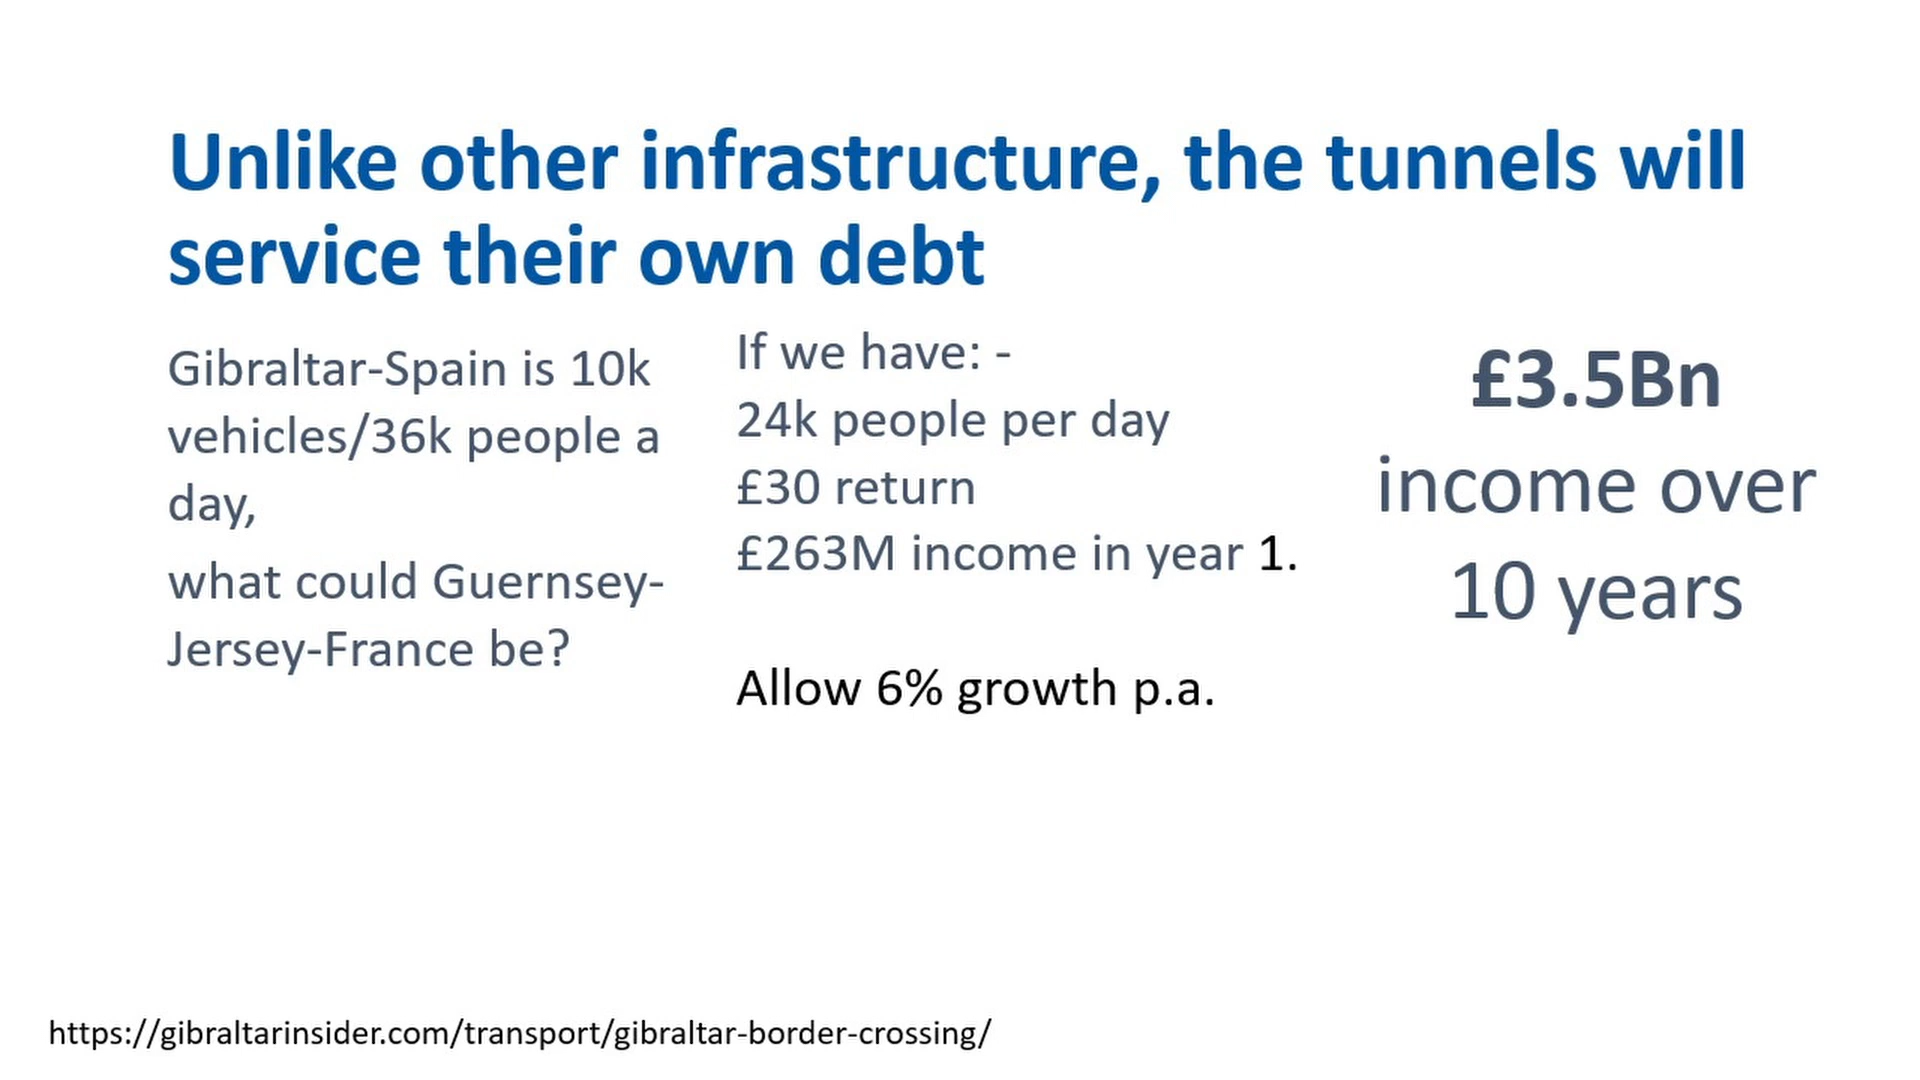 Unlike other infrastructure, the tunnels will
service their own debt
Gibraltar-Spain is 10k
vehicles/36k people a
day,
what could Guernsey-
Jersey-France be?
If we have: -
24k people per day
£30 return
£263M income in year 1.
Allow 6% growth p.a.
£3.5Bn
income over
10 years
https://gibraltarinsider.com/transport/gibraltar-border-crossing/